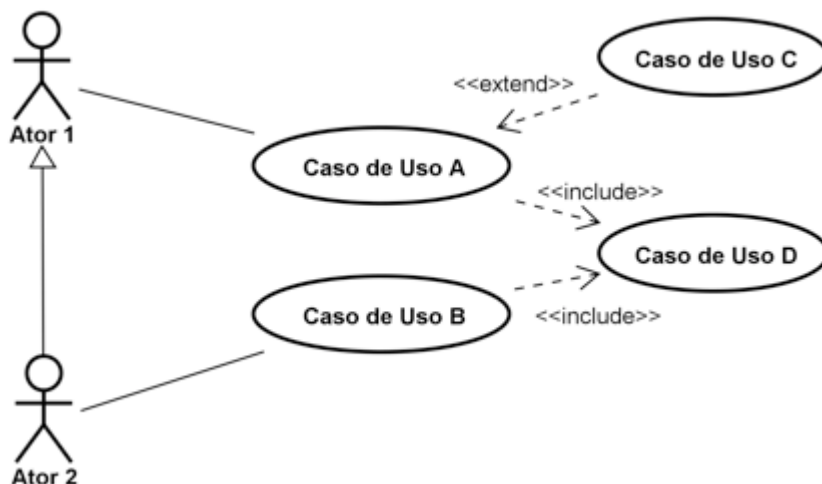 Caso de Uso C
<<extend>>
Ator 1
Caso de Uso A
<<include>>
Caso de Uso D
Caso de Uso B
<<include>>
Ator 2